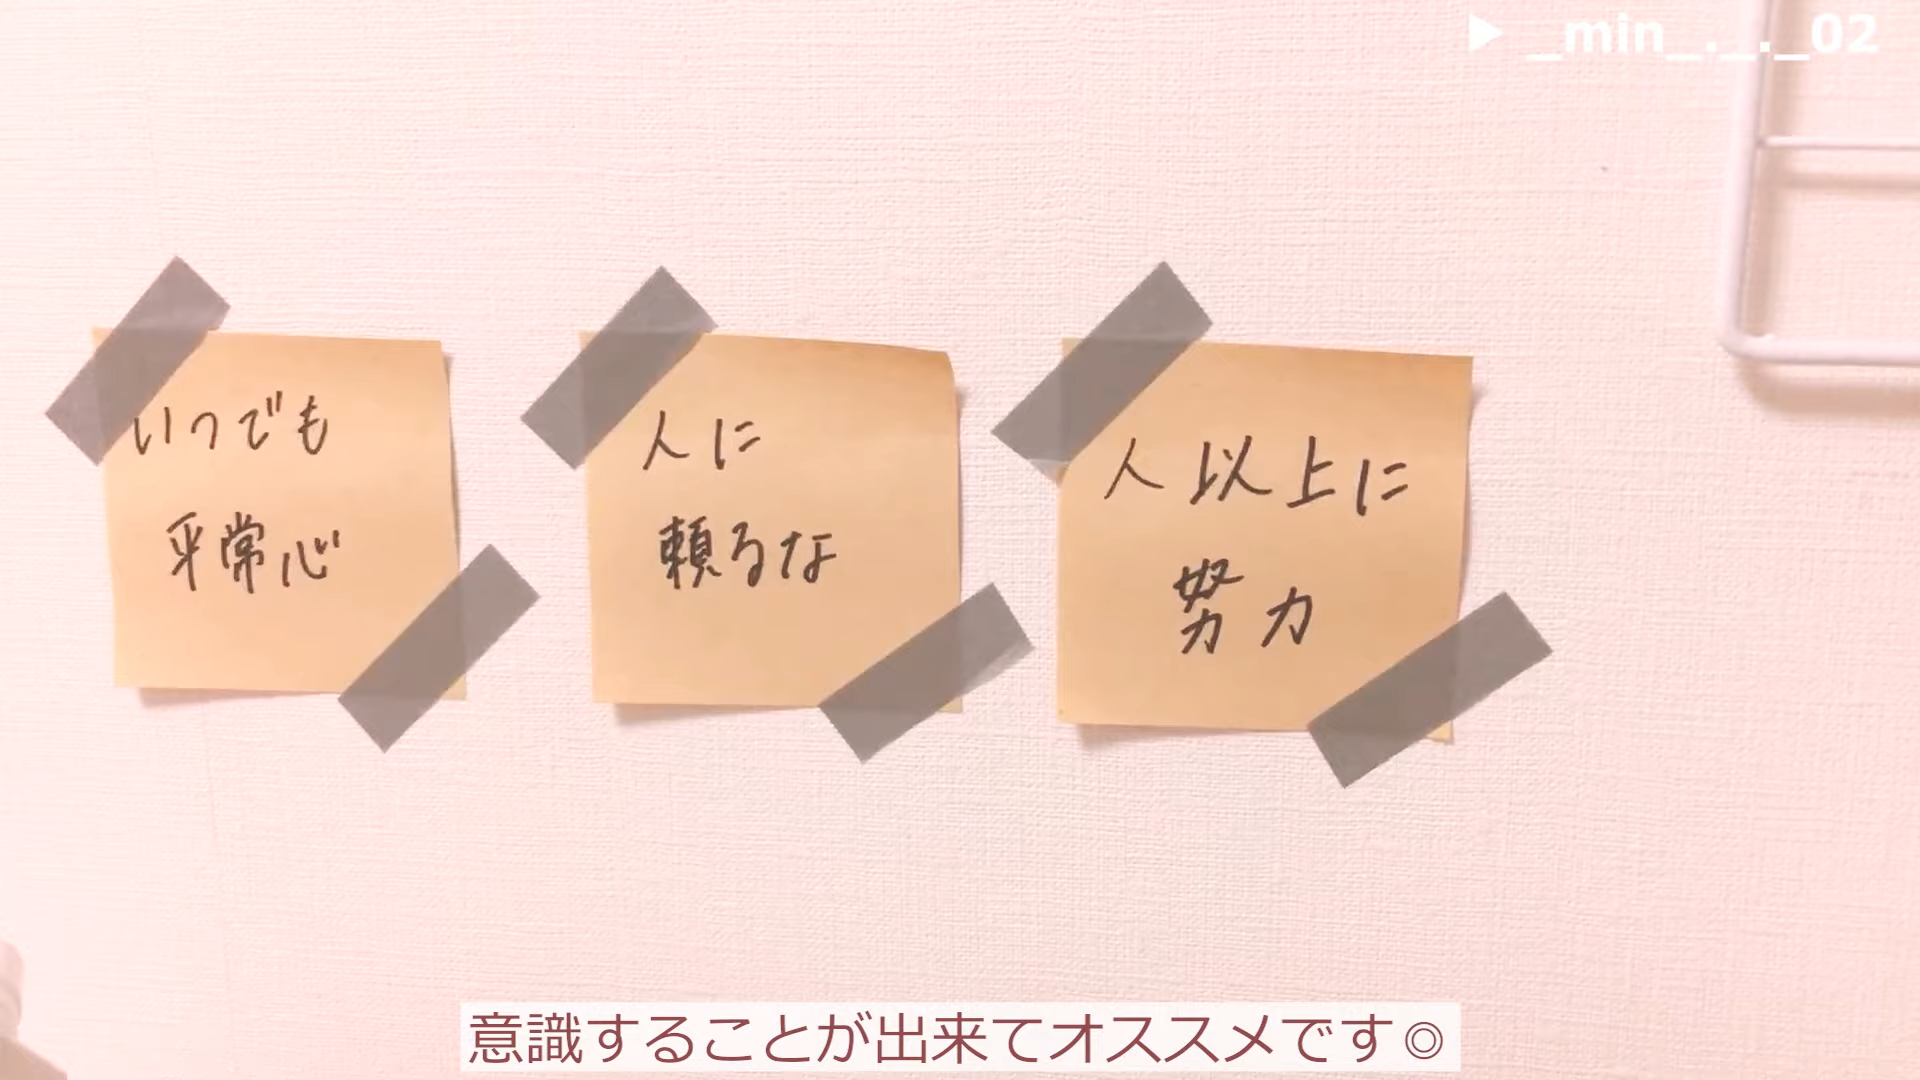 ▶ _min_._._02
いつでも
平常心
人に
頼るな
人以上に
努力
意識することが出来てオススメです◎